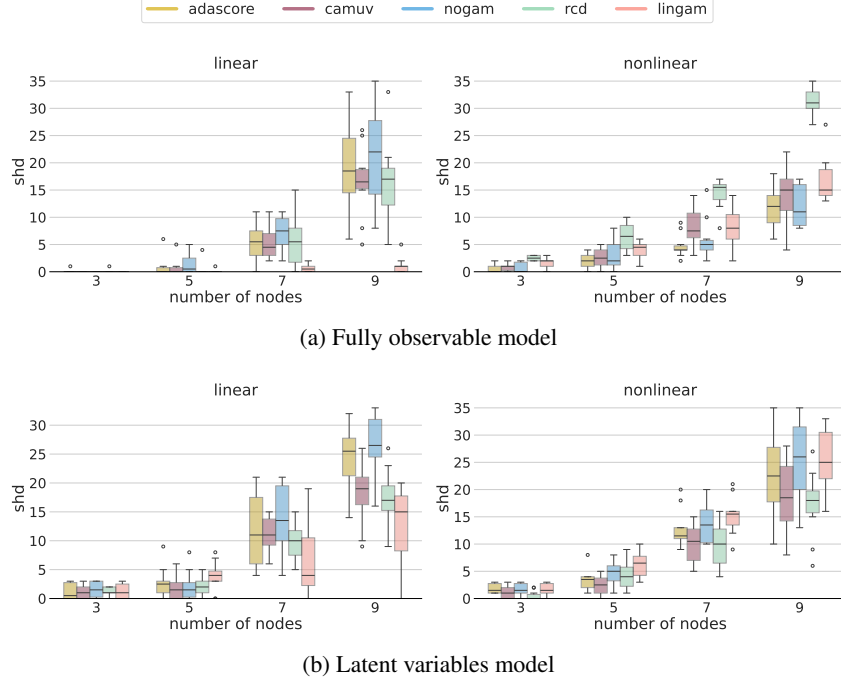 adascore camuv nogam rcd lingam
linear
nonlinear
35
30
25
20
15
10
5
0
shd
3 5 7 9
number of nodes
35
30
25
20
15
10
5
0
shd
3 5 7 9
number of nodes
(a) Fully observable model
linear
nonlinear
30
25
20
15
10
5
0
shd
3 5 7 9
number of nodes
35
30
25
20
15
10
5
0
shd
3 5 7 9
number of nodes
(b) Latent variables model